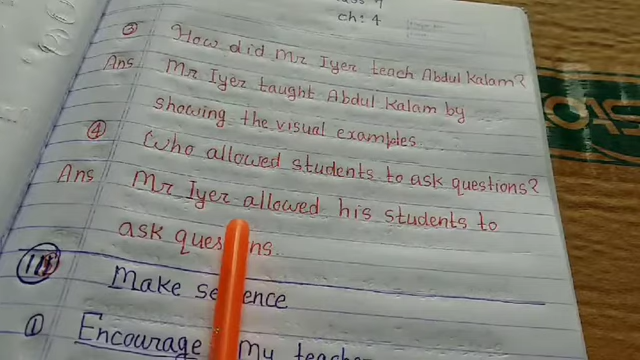 ch: 4
③ How did Mr Iyer teach Abdul Kalam?
Ans Mr Iyer taught Abdul Kalam by
showing the visual examples.
④ Who allowed students to ask questions?
Ans Mr Iyer allowed his students to
ask ques ns.
III Make se ence
① Encourage my teache